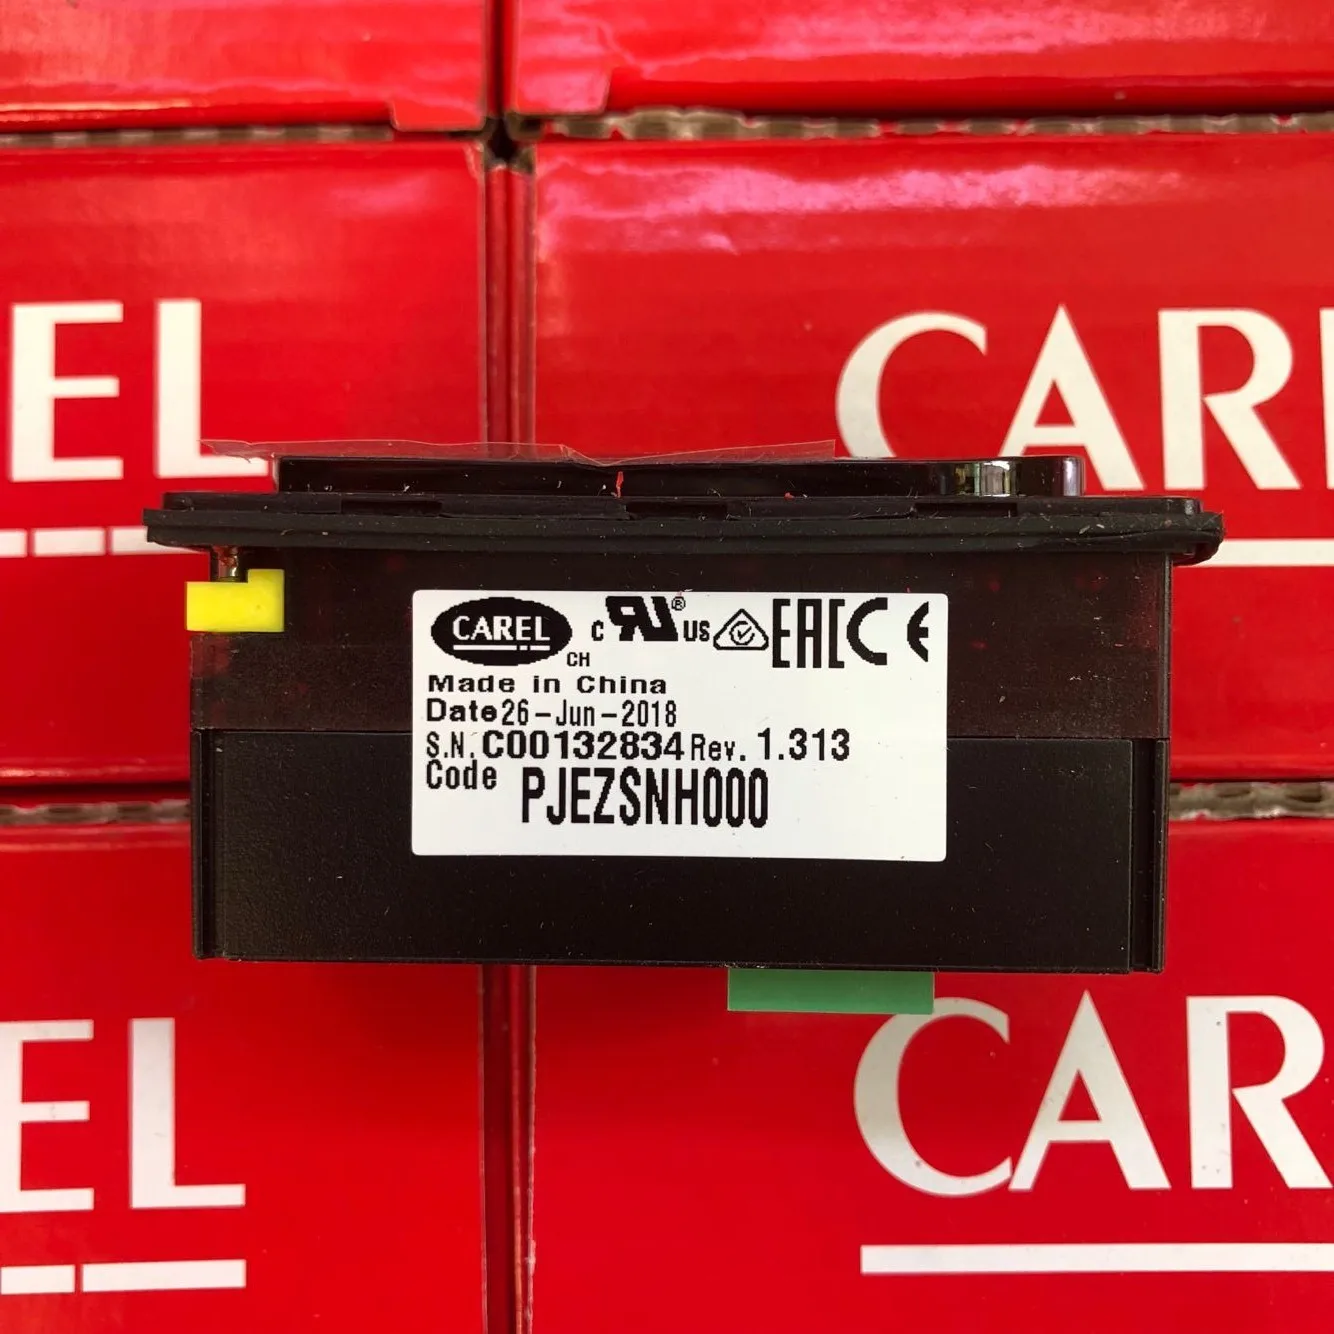 EL
CAREL
CAREL
c RU® US EAC CE
CH
Made in China
Date 26-Jun-2018
S.N. C00132834 Rev. 1.313
Code PJEZSNH000
EL
CAR